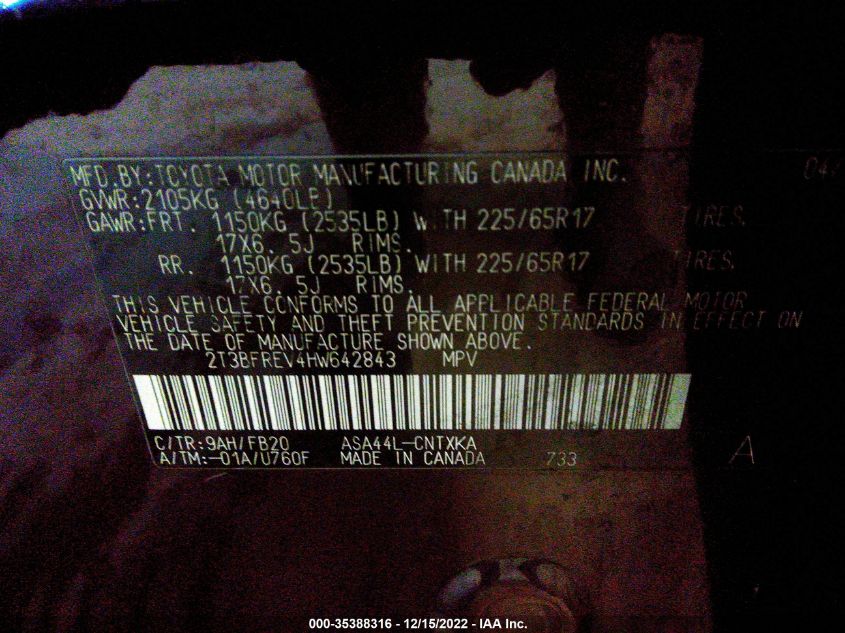 MFD.BY:TOYOTA MOTOR MANUFACTURING CANADA INC. 04/
GVWR:2105KG (4640LB)
GAWR:FRT. 1150KG (2535LB) WITH 225/65R17 TIRES,
17X6.5J RIMS.
RR. 1150KG (2535LB) WITH 225/65R17 TIRES,
17X6.5J RIMS.
THIS VEHICLE CONFORMS TO ALL APPLICABLE FEDERAL MOTOR
VEHICLE SAFETY AND THEFT PREVENTION STANDARDS IN EFFECT ON
THE DATE OF MANUFACTURE SHOWN ABOVE.
2T3BFREV4HW642843 MPV
C/TR:9AH/FB20 ASA44L-CNTXKA
A/TM:-01A/U760F MADE IN CANADA 733 A
000-35388316 - 12/15/2022 - IAA Inc.